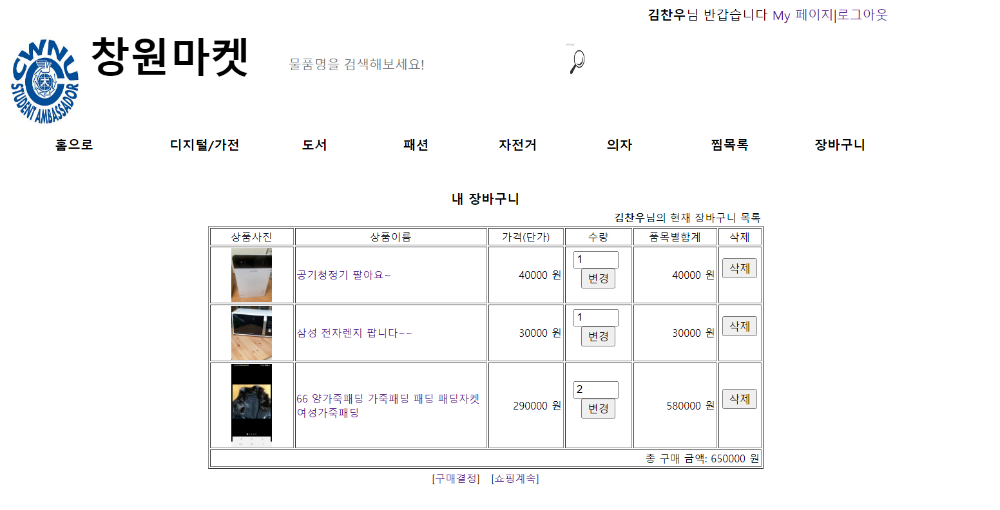 김찬우님 반갑습니다 My 페이지|로그아웃
CWNU
STUDENT AMBASSADOR
창원마켓
물품명을 검색해보세요!
홈으로 디지털/가전 도서 패션 자전거 의자 찜목록 장바구니
내 장바구니
김찬우님의 현재 장바구니 목록
상품사진 상품이름 가격(단가) 수량 품목별합계 삭제
공기청정기 팔아요~ 40000 원 1 변경 40000 원 삭제
삼성 전자렌지 팝니다~~ 30000 원 1 변경 30000 원 삭제
66 양가죽패딩 가죽패딩 패딩 패딩자켓
여성가죽패딩 290000 원 2 변경 580000 원 삭제
총 구매 금액: 650000 원
[구매결정] [쇼핑계속]